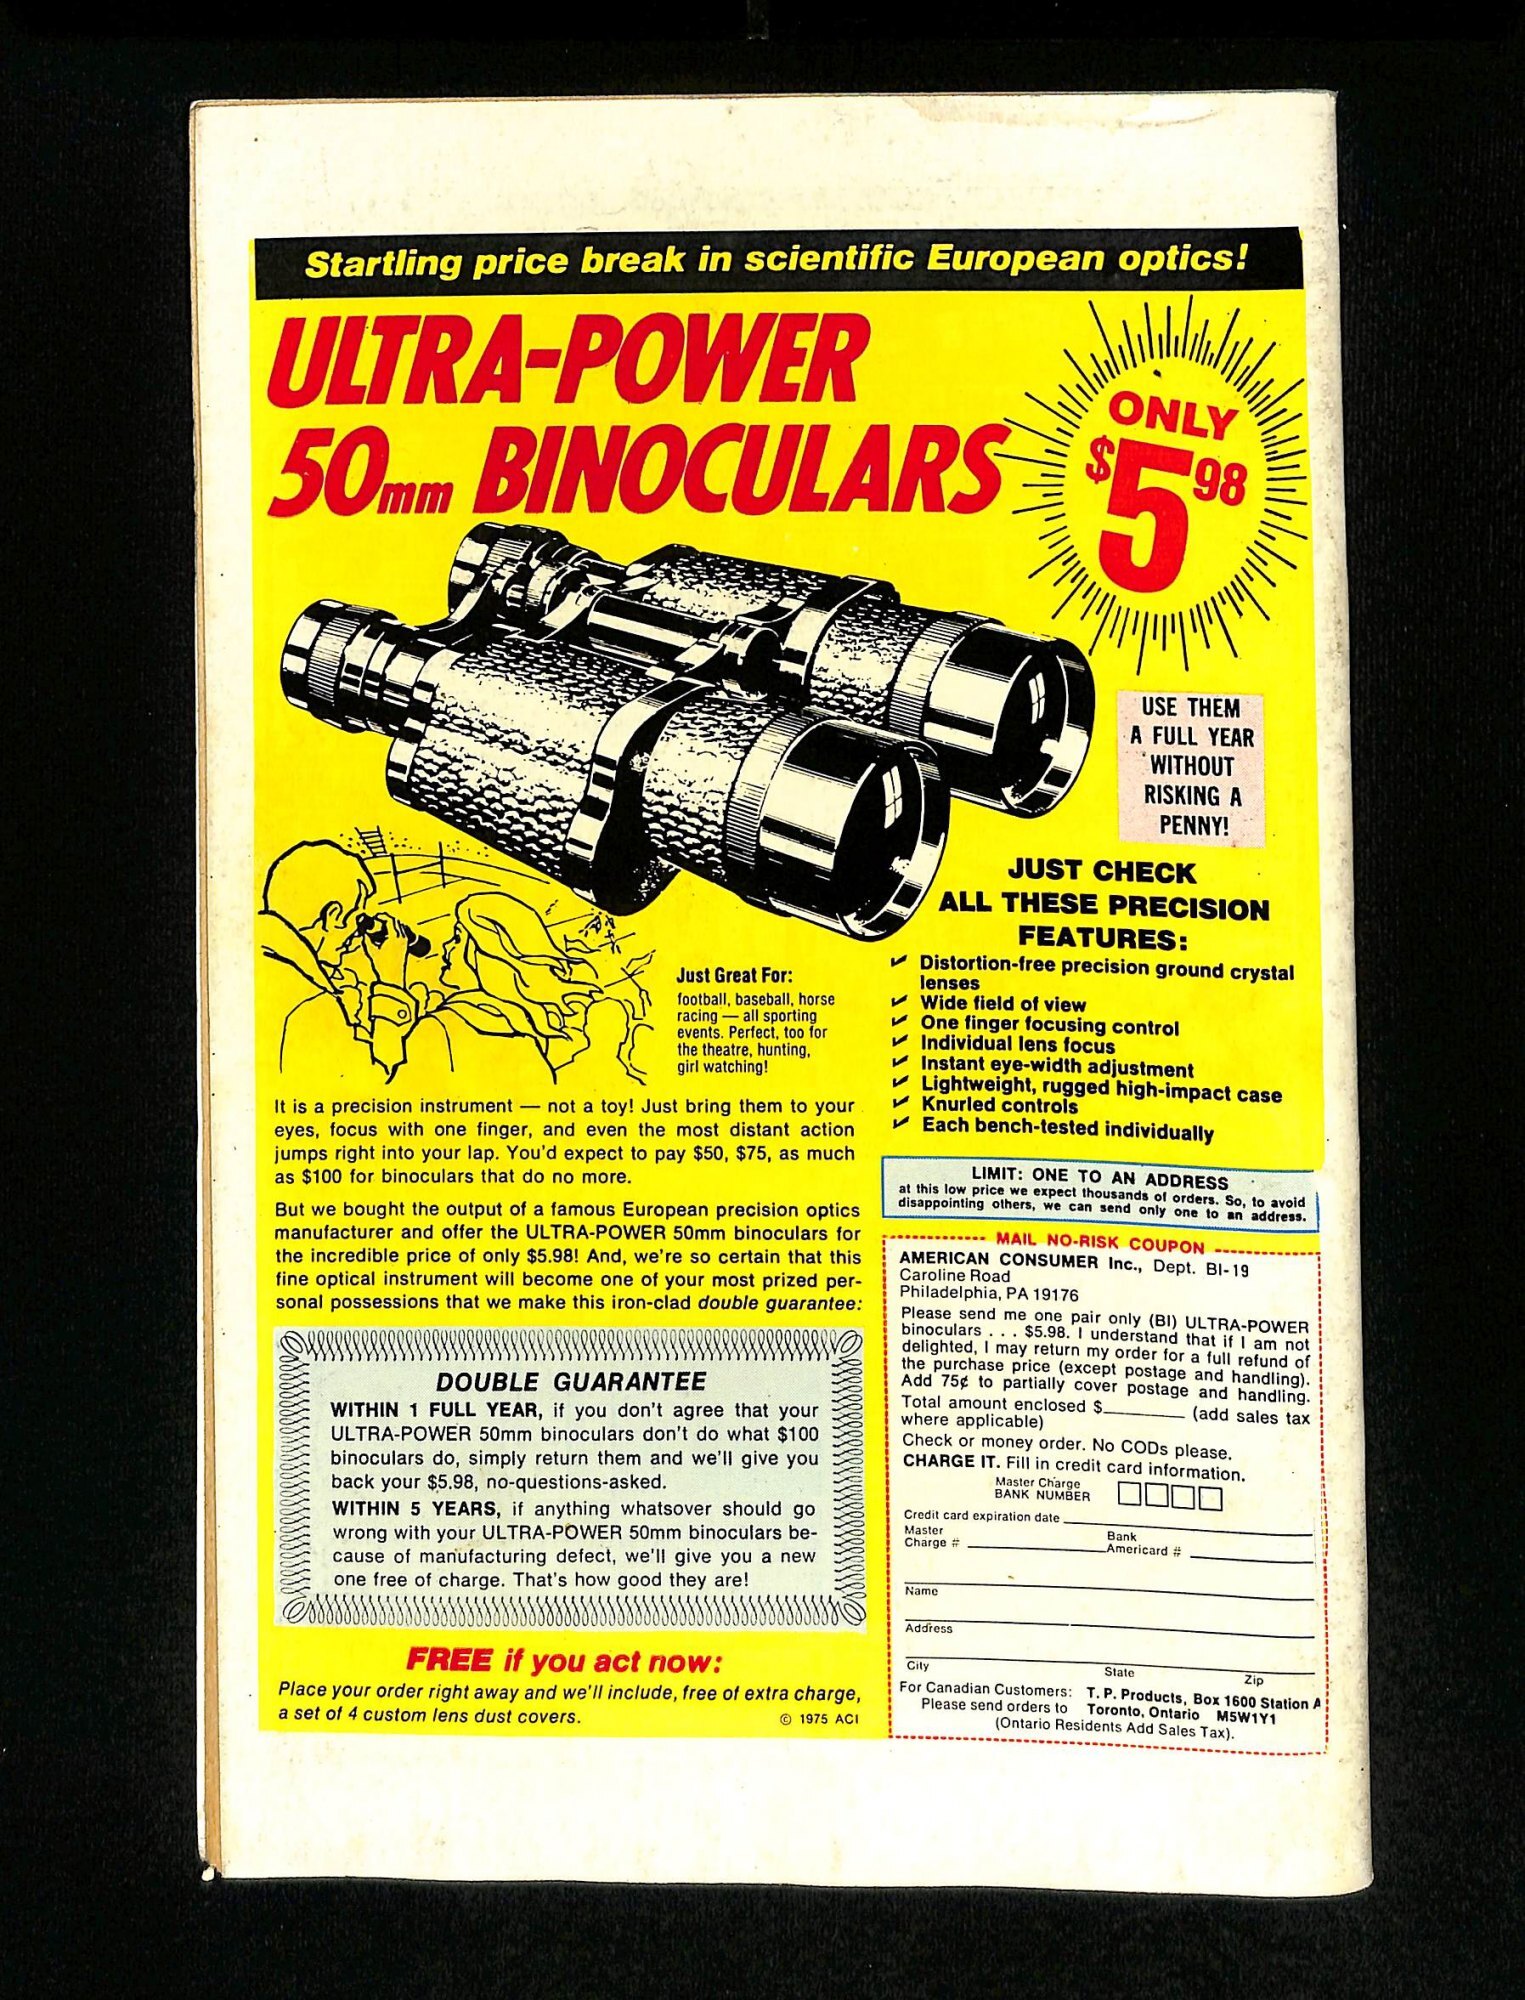 Startling price break in scientific European optics!
ULTRA-POWER
50mm BINOCULARS
ONLY
$5 98
USE THEM
A FULL YEAR
WITHOUT
RISKING A
PENNY!
JUST CHECK
ALL THESE PRECISION
FEATURES:
Distortion-free precision ground crystal
lenses
Wide field of view
One finger focusing control
Individual lens focus
Instant eye-width adjustment
Lightweight, rugged high-impact case
Knurled controls
Each bench-tested individually
Just Great For:
football, baseball, horse
racing — all sporting
events. Perfect, too for
the theatre, hunting,
girl watching!
It is a precision instrument — not a toy! Just bring them to your
eyes, focus with one finger, and even the most distant action
jumps right into your lap. You'd expect to pay $50, $75, as much
as $100 for binoculars that do no more.
But we bought the output of a famous European precision optics
manufacturer and offer the ULTRA-POWER 50mm binoculars for
the incredible price of only $5.98! And, we're so certain that this
fine optical instrument will become one of your most prized per-
sonal possessions that we make this iron-clad double guarantee:
DOUBLE GUARANTEE
WITHIN 1 FULL YEAR, if you don't agree that your
ULTRA-POWER 50mm binoculars don't do what $100
binoculars do, simply return them and we'll give you
back your $5.98, no-questions-asked.
WITHIN 5 YEARS, if anything whatsover should go
wrong with your ULTRA-POWER 50mm binoculars be-
cause of manufacturing defect, we'll give you a new
one free of charge. That's how good they are!
FREE if you act now:
Place your order right away and we'll include, free of extra charge,
a set of 4 custom lens dust covers.
© 1975 ACI
LIMIT: ONE TO AN ADDRESS
at this low price we expect thousands of orders. So, to avoid
disappointing others, we can send only one to an address.
MAIL NO-RISK COUPON
AMERICAN CONSUMER Inc., Dept. BI-19
Caroline Road
Philadelphia, PA 19176
Please send me one pair only (BI) ULTRA-POWER
binoculars . . . $5.98. I understand that if I am not
delighted, I may return my order for a full refund of
the purchase price (except postage and handling).
Add 75¢ to partially cover postage and handling.
Total amount enclosed $________ (add sales tax
where applicable)
Check or money order. No CODs please.
CHARGE IT. Fill in credit card information.
Master Charge
BANK NUMBER
Credit card expiration date
Master
Charge #
Bank
Americard #
Name
Address
City State Zip
For Canadian Customers: T. P. Products, Box 1600 Station A
Please send orders to Toronto, Ontario M5W1Y1
(Ontario Residents Add Sales Tax).